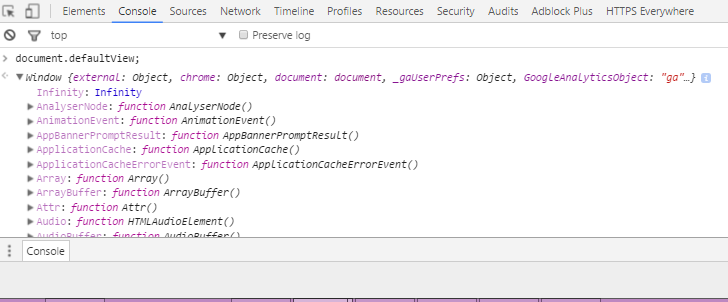 Elements Console Sources Network Timeline Profiles Resources Security Audits Adblock Plus HTTPS Everywhere
top Preserve log
document.defaultView;
Window {external: Object, chrome: Object, document: document, _gaUserPrefs: Object, GoogleAnalyticsObject: "ga"…}
Infinity: Infinity
AnalyserNode: function AnalyserNode()
AnimationEvent: function AnimationEvent()
AppBannerPromptResult: function AppBannerPromptResult()
ApplicationCache: function ApplicationCache()
ApplicationCacheErrorEvent: function ApplicationCacheErrorEvent()
Array: function Array()
ArrayBuffer: function ArrayBuffer()
Attr: function Attr()
Audio: function HTMLAudioElement()
AudioBuffer: function AudioBuffer()
Console